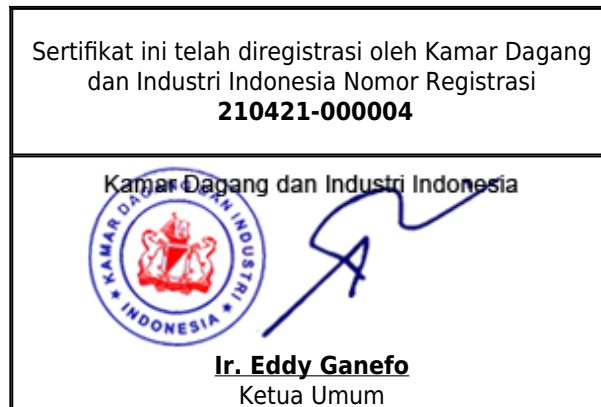 Sertifikat ini telah diregistrasi oleh Kamar Dagang
dan Industri Indonesia Nomor Registrasi
210421-000004
Kamar Dagang dan Industri Indonesia
KAMAR DAGANG DAN INDUSTRI
★ INDONESIA ★
Ir. Eddy Ganefo
Ketua Umum